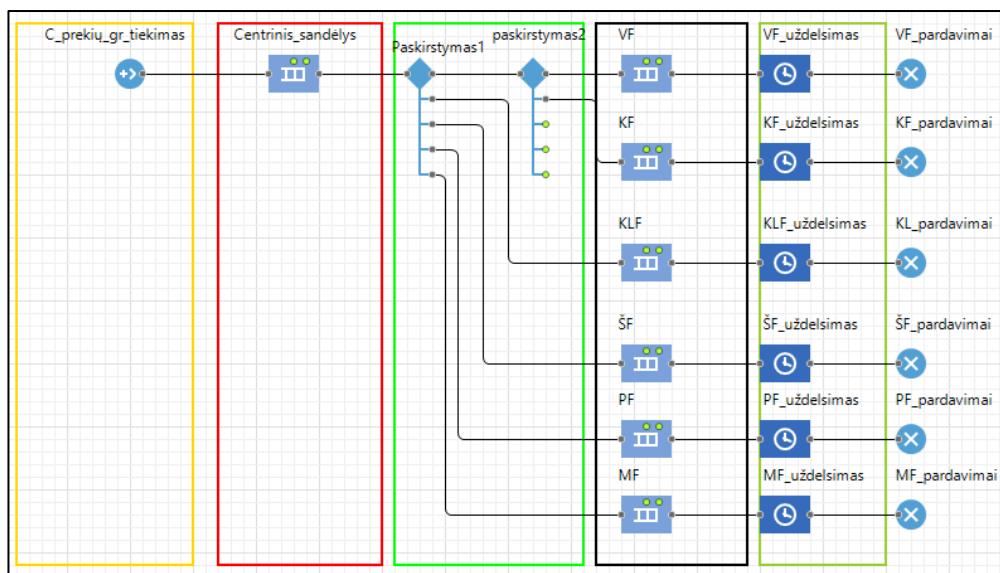 C_prekių_gr_tiekimas
Centrinis_sandėlys
Paskirstymas1
paskirstymas2
VF
VF_uždelsimas
VF_pardavimai
KF
KF_uždelsimas
KF_pardavimai
KLF
KLF_uždelsimas
KL_pardavimai
ŠF
ŠF_uždelsimas
ŠF_pardavimai
PF
PF_uždelsimas
PF_pardavimai
MF
MF_uždelsimas
MF_pardavimai